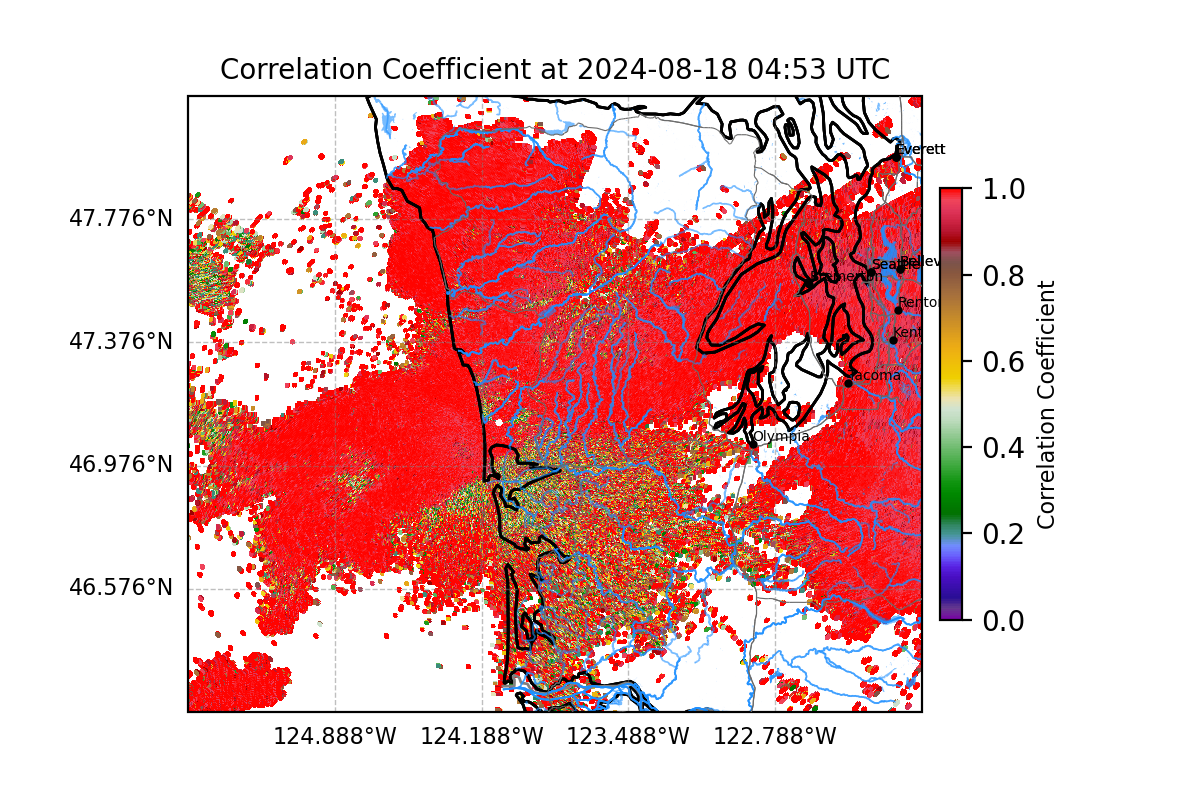 Correlation Coefficient at 2024-08-18 04:53 UTC
Everett
47.776°N
Seattle
Bellev
Bremerton
Renton
47.376°N
Kent
Tacoma
Olympia
46.976°N
46.576°N
124.888°W
124.188°W
123.488°W
122.788°W
1.0
0.8
0.6
0.4
0.2
0.0
Correlation Coefficient